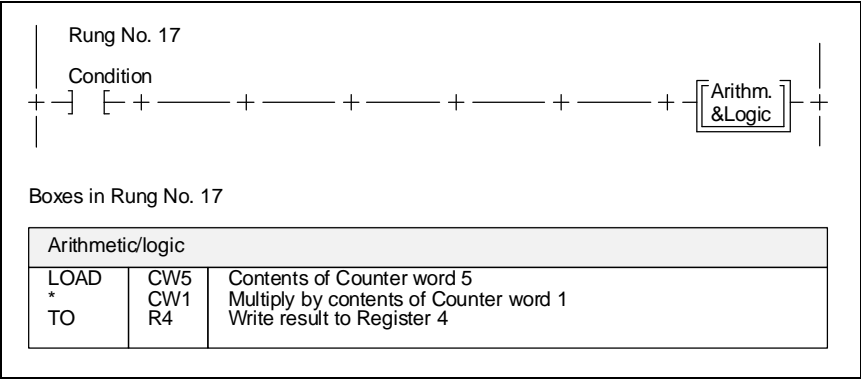 Rung No. 17
Condition
Arithm.
&Logic
Boxes in Rung No. 17
Arithmetic/logic
LOAD CW5 Contents of Counter word 5
* CW1 Multiply by contents of Counter word 1
TO R4 Write result to Register 4